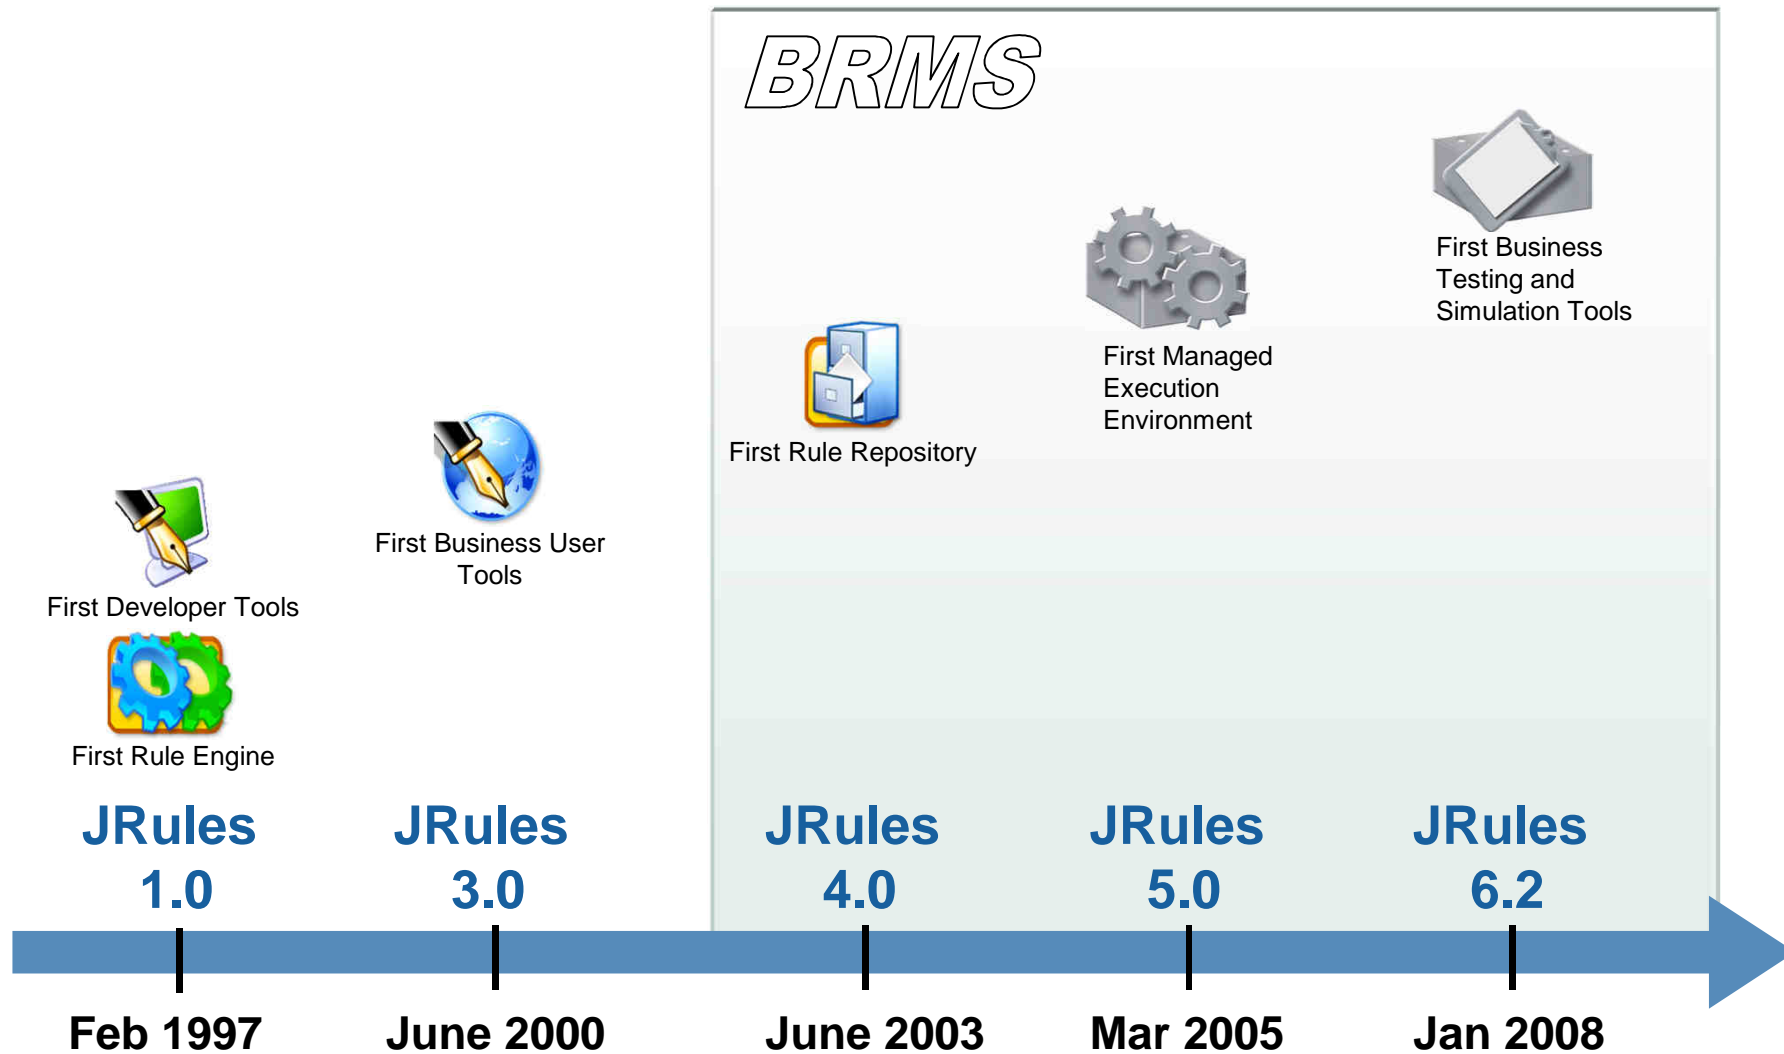 BRMS
First Business
Testing and
Simulation Tools
First Managed
Execution
Environment
First Rule Repository
First Business User
Tools
First Developer Tools
First Rule Engine
JRules
1.0
JRules
3.0
JRules
4.0
JRules
5.0
JRules
6.2
Feb 1997
June 2000
June 2003
Mar 2005
Jan 2008